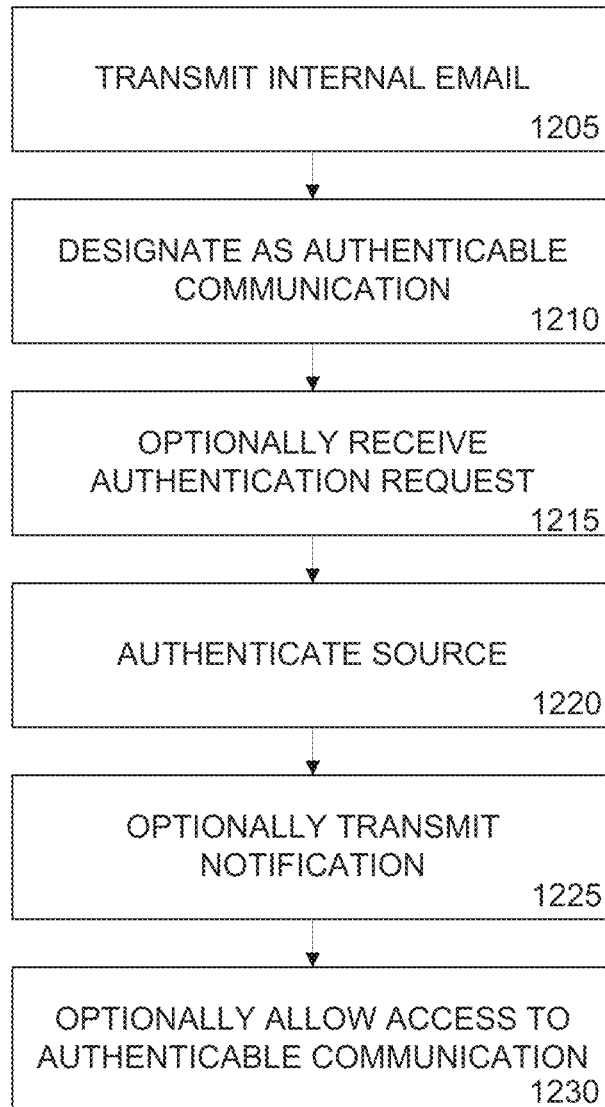 TRANSMIT INTERNAL EMAIL
1205
DESIGNATE AS AUTHENTICABLE
COMMUNICATION
1210
OPTIONALLY RECEIVE
AUTHENTICATION REQUEST
1215
AUTHENTICATE SOURCE
1220
OPTIONALLY TRANSMIT
NOTIFICATION
1225
OPTIONALLY ALLOW ACCESS TO
AUTHENTICABLE COMMUNICATION
1230